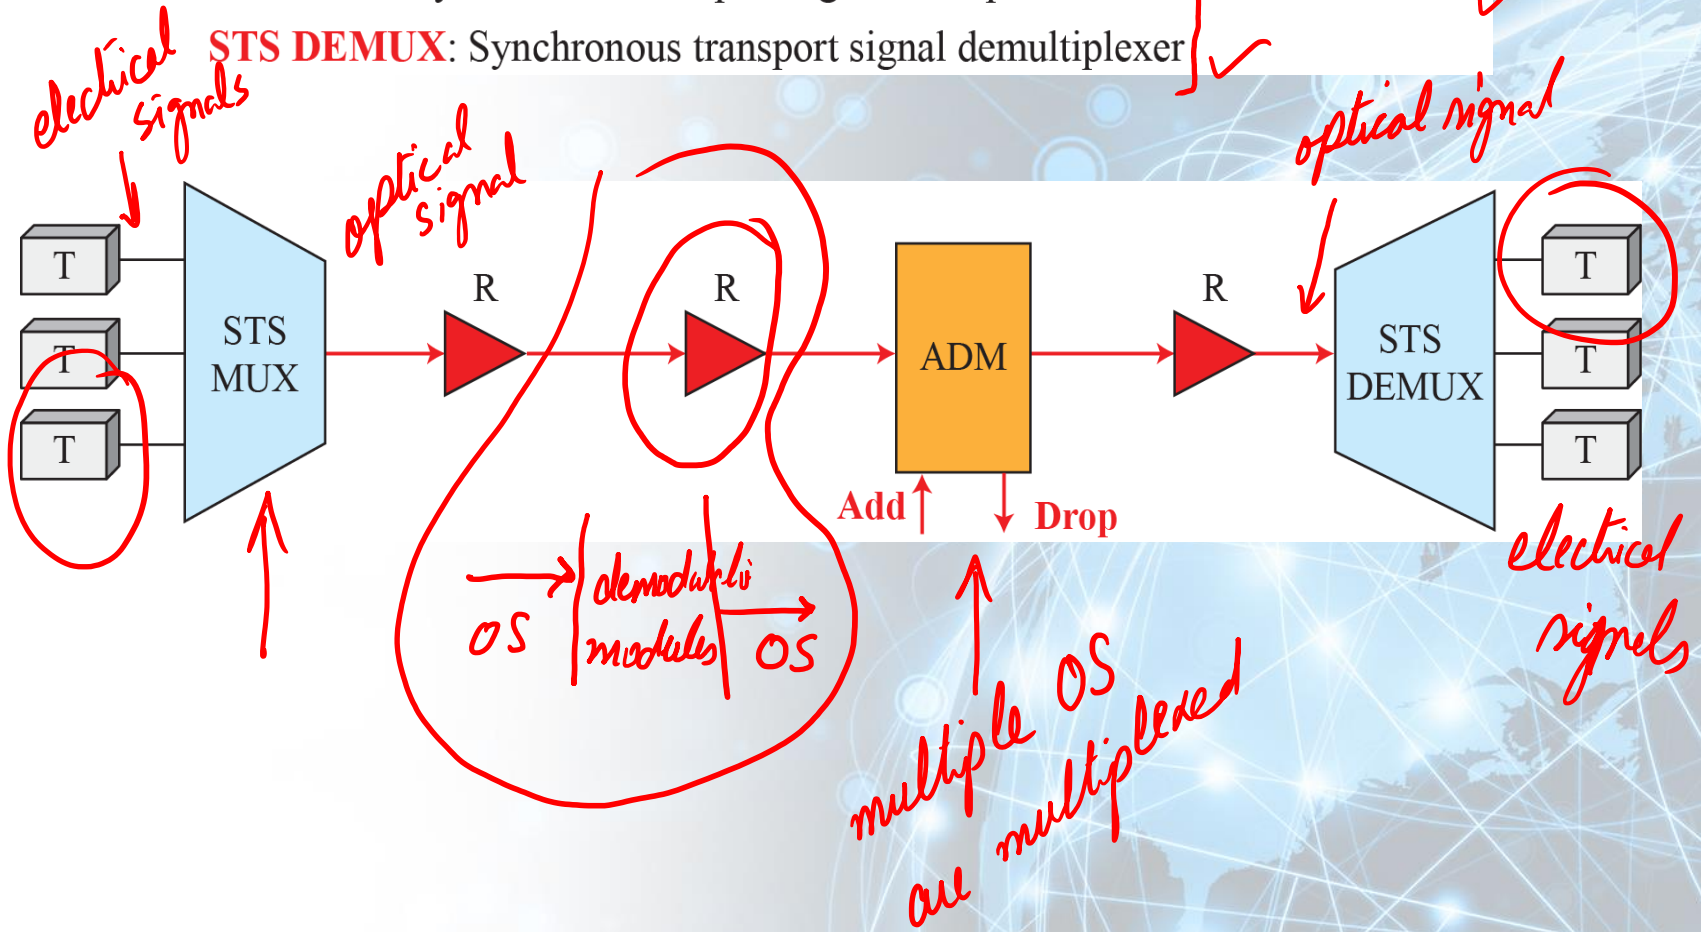 STS DEMUX: Synchronous transport signal demultiplexer
electrical
signals
optical
signal
optical signal
T
T
T
STS
MUX
R
R
ADM
R
STS
DEMUX
T
T
T
Add
Drop
OS
modules
OS
multiple OS
are multiplexed
electrical
signals